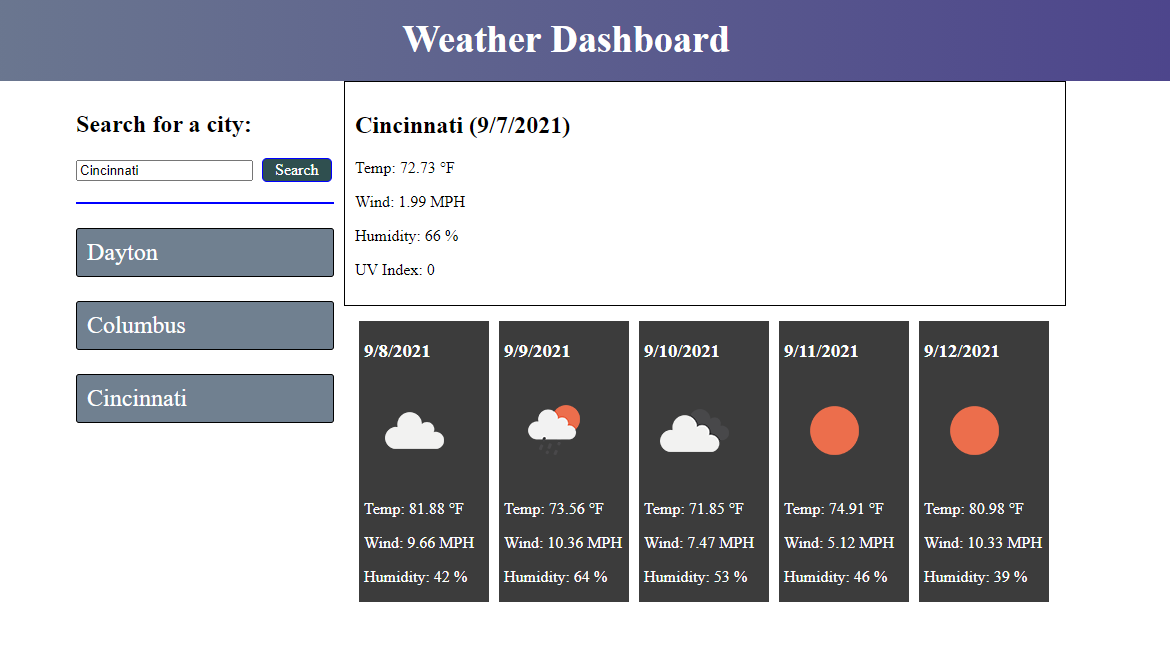 Weather Dashboard
Search for a city:
Cincinnati
Search
Dayton
Columbus
Cincinnati
Cincinnati (9/7/2021)
Temp: 72.73 °F
Wind: 1.99 MPH
Humidity: 66 %
UV Index: 0
9/8/2021
Temp: 81.88 °F
Wind: 9.66 MPH
Humidity: 42 %
9/9/2021
Temp: 73.56 °F
Wind: 10.36 MPH
Humidity: 64 %
9/10/2021
Temp: 71.85 °F
Wind: 7.47 MPH
Humidity: 53 %
9/11/2021
Temp: 74.91 °F
Wind: 5.12 MPH
Humidity: 46 %
9/12/2021
Temp: 80.98 °F
Wind: 10.33 MPH
Humidity: 39 %